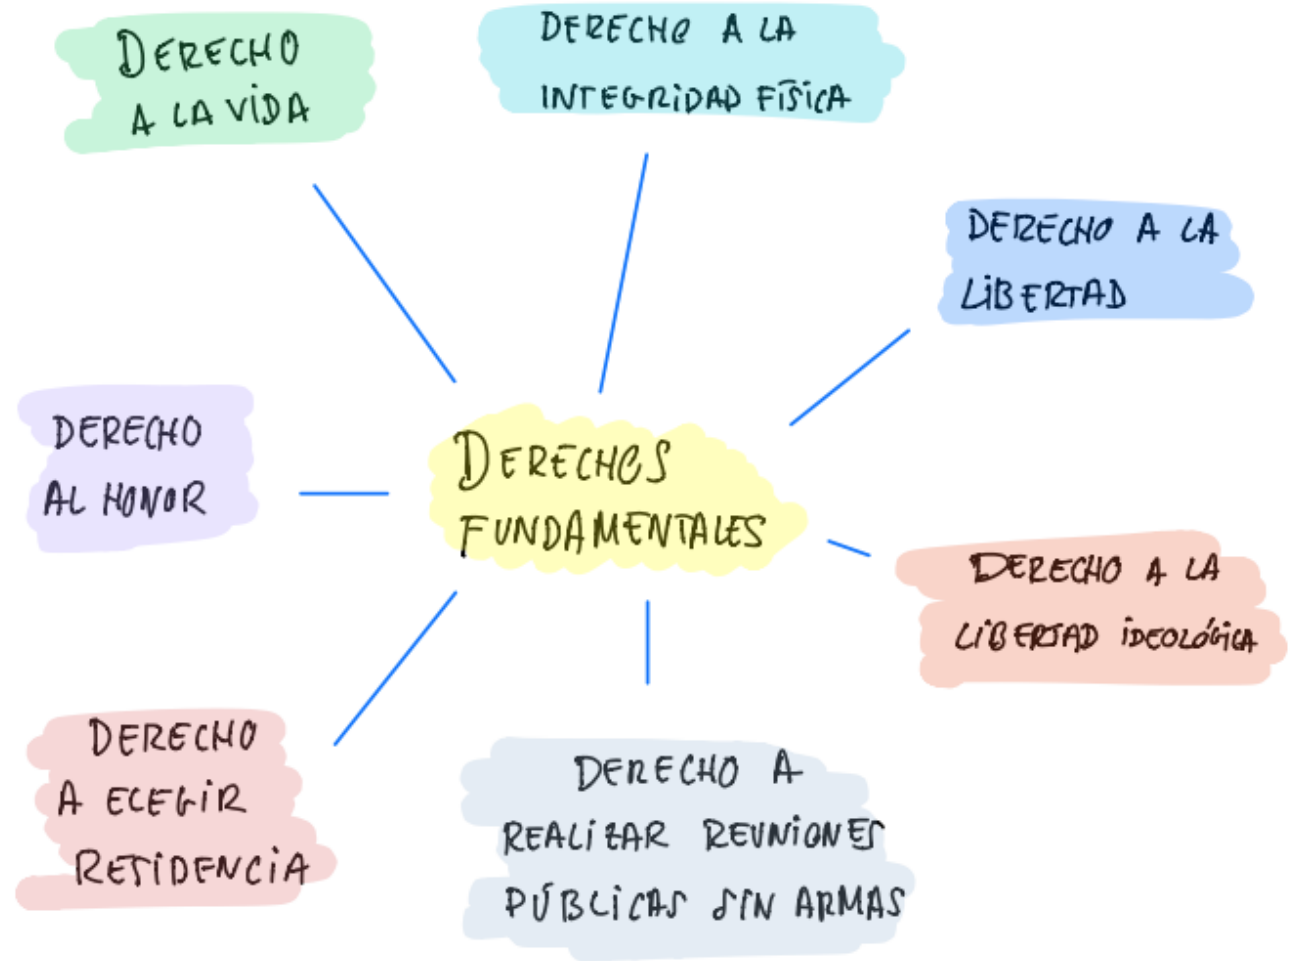 DERECHO
A LA VIDA
DERECHO A LA
INTEGRIDAD FÍSICA
DERECHO A LA
LIBERTAD
DERECHO
AL HONOR
DERECHOS
FUNDAMENTALES
DERECHO A LA
LIBERTAD IDEOLÓGICA
DERECHO
A ELEGIR
RESIDENCIA
DERECHO A
REALIZAR REUNIONES
PÚBLICAS SIN ARMAS